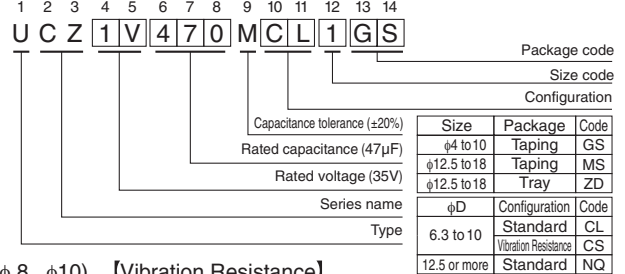 1 2 3 4 5 6 7 8 9 10 11 12 13 14
U C Z 1 V 4 7 0 M C L 1 G S
Package code
Size code
Configuration
Capacitance tolerance (±20%)
Rated capacitance (47µF)
Rated voltage (35V)
Series name
Type
Size Package Code
ϕ4 to 10 Taping GS
ϕ12.5 to 18 Taping MS
ϕ12.5 to 18 Tray ZD
ϕD Configuration Code
6.3 to 10 Standard CL
Vibration Resistance CS
12.5 or more Standard NQ
ϕ 8 ϕ10) 【Vibration Resistance】